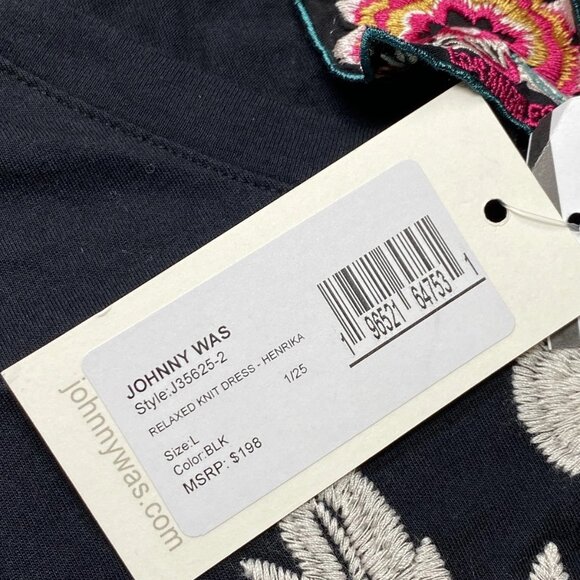 JOHNNY WAS
Style:J35625-2
RELAXED KNIT DRESS - HENRIKA
1/25
Size:L
Color:BLK
MSRP: $198
1 96521 64753 1
johnnywas.com